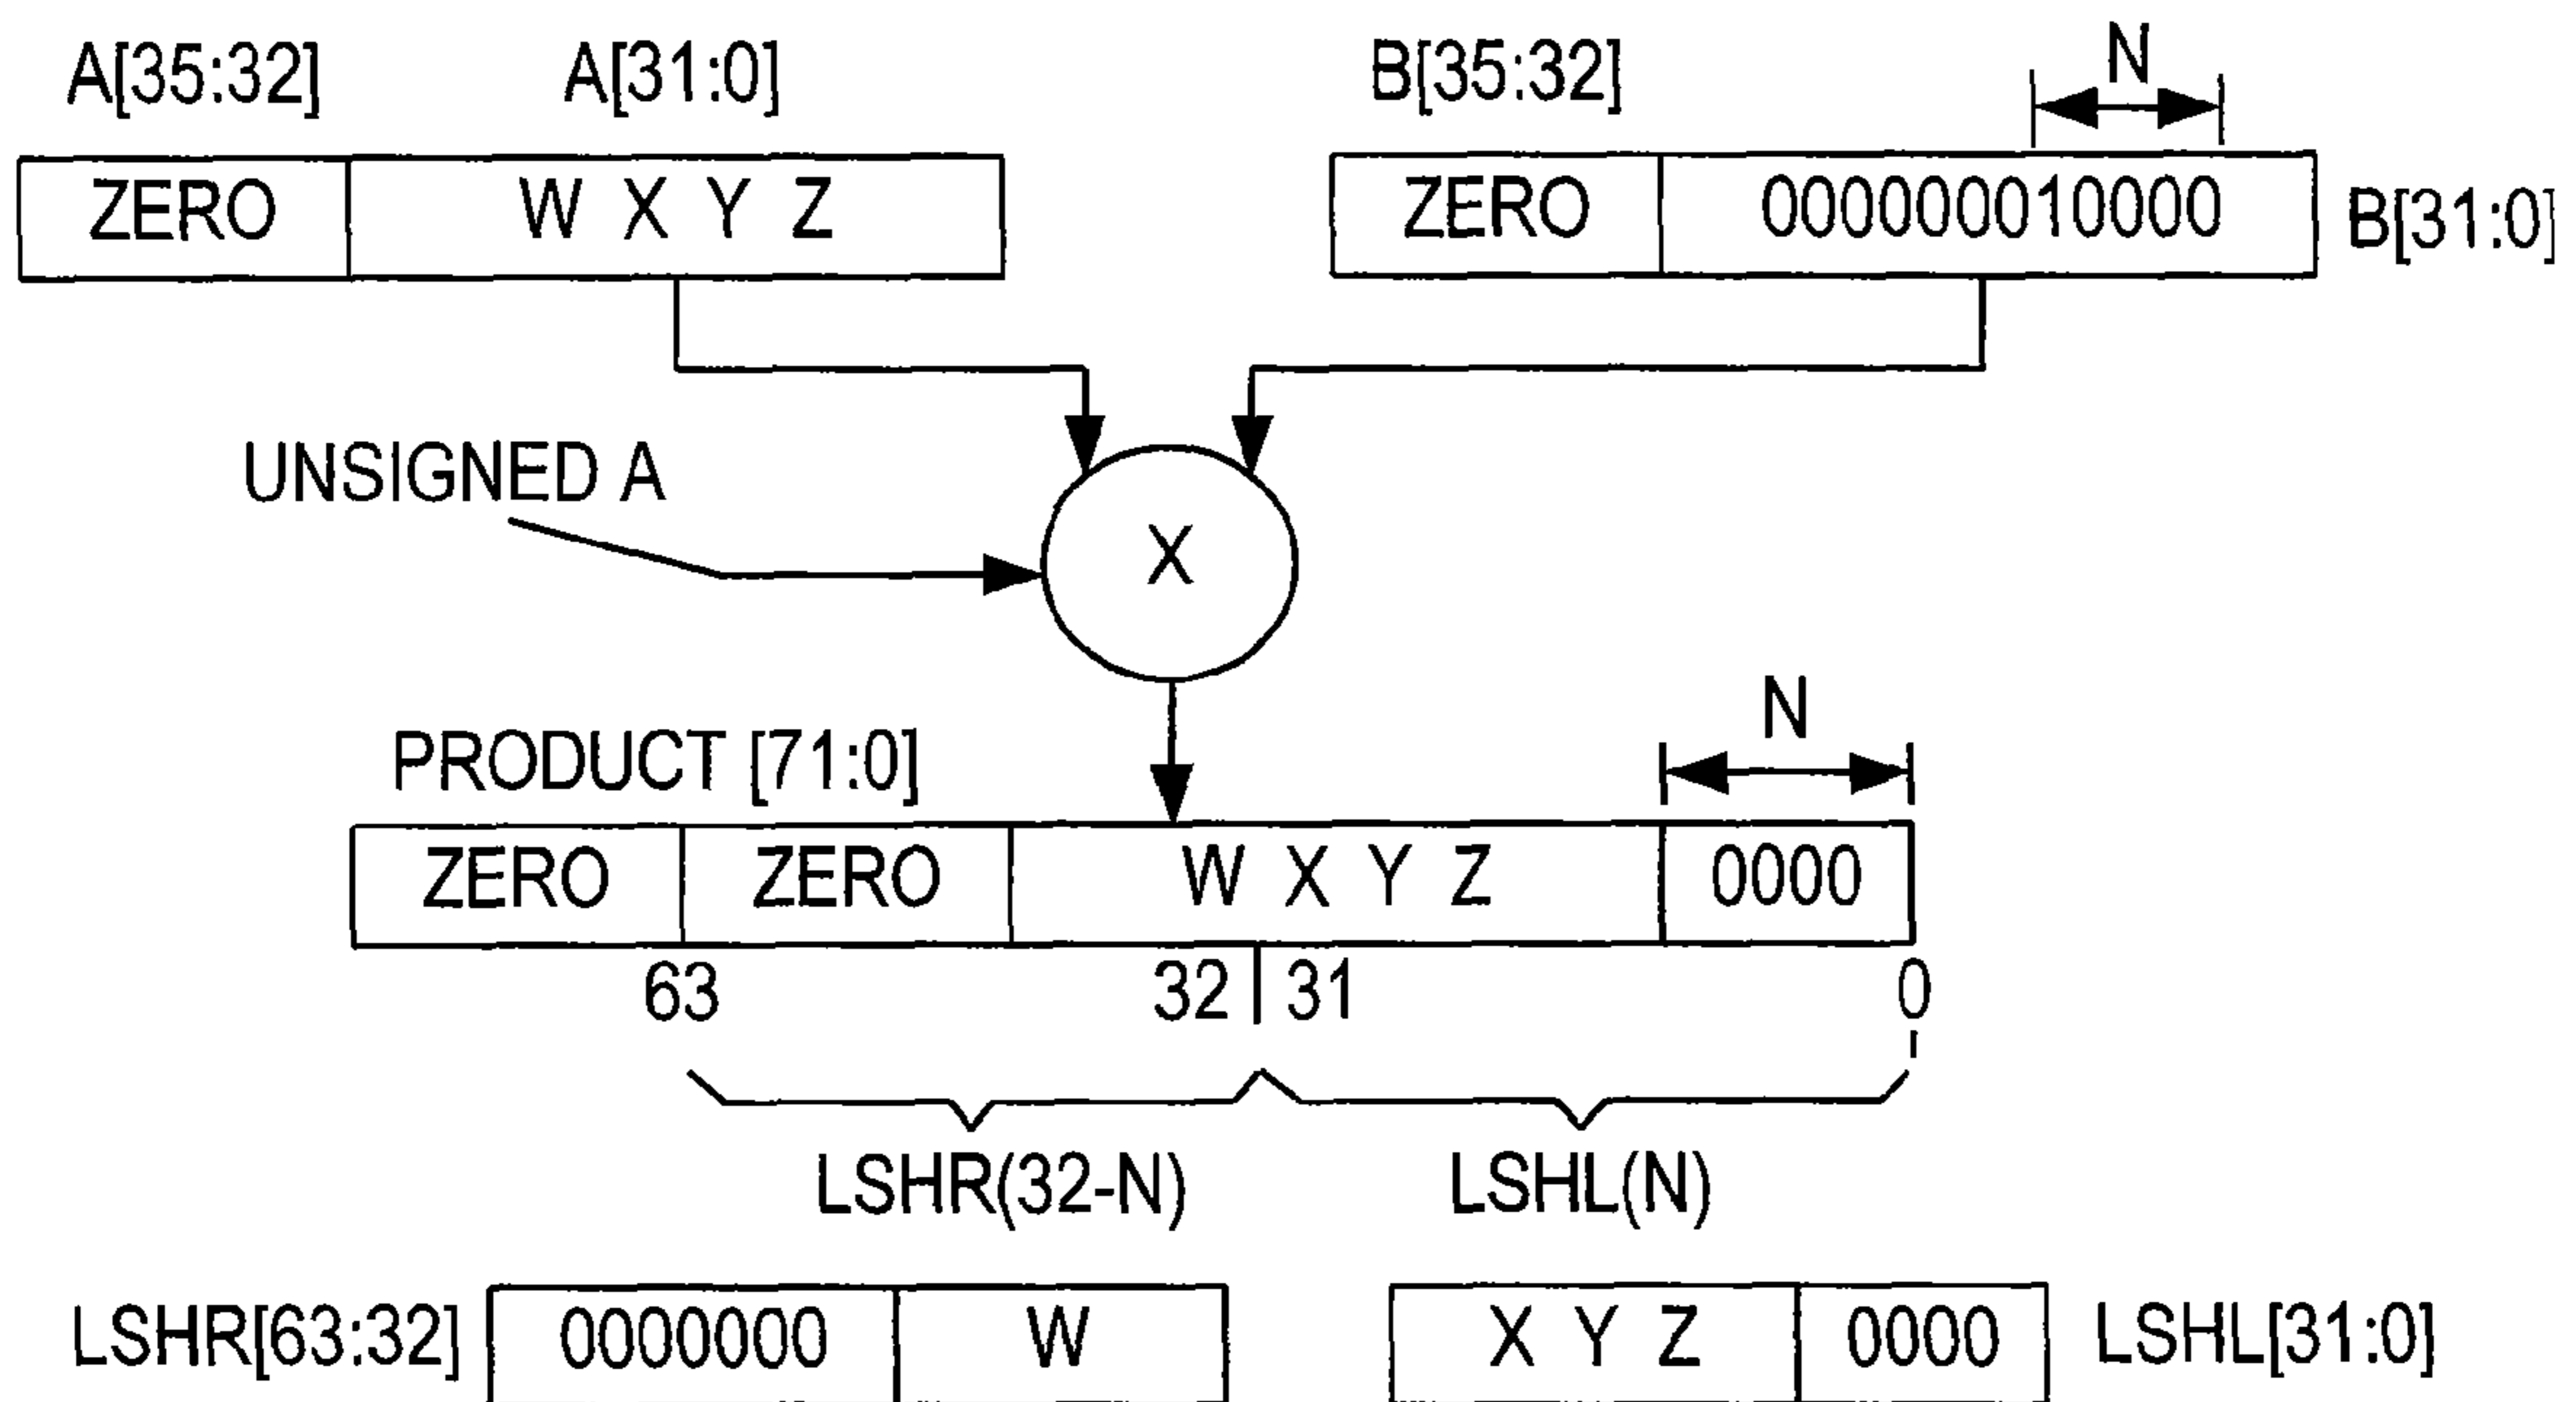 A[35:32] A[31:0] B[35:32] N
ZERO W X Y Z ZERO 000000010000 B[31:0]
UNSIGNED A
X
N
PRODUCT [71:0]
ZERO ZERO W X Y Z 0000
63 32 31 0
LSHR(32-N) LSHL(N)
LSHR[63:32] 0000000 W X Y Z 0000 LSHL[31:0]